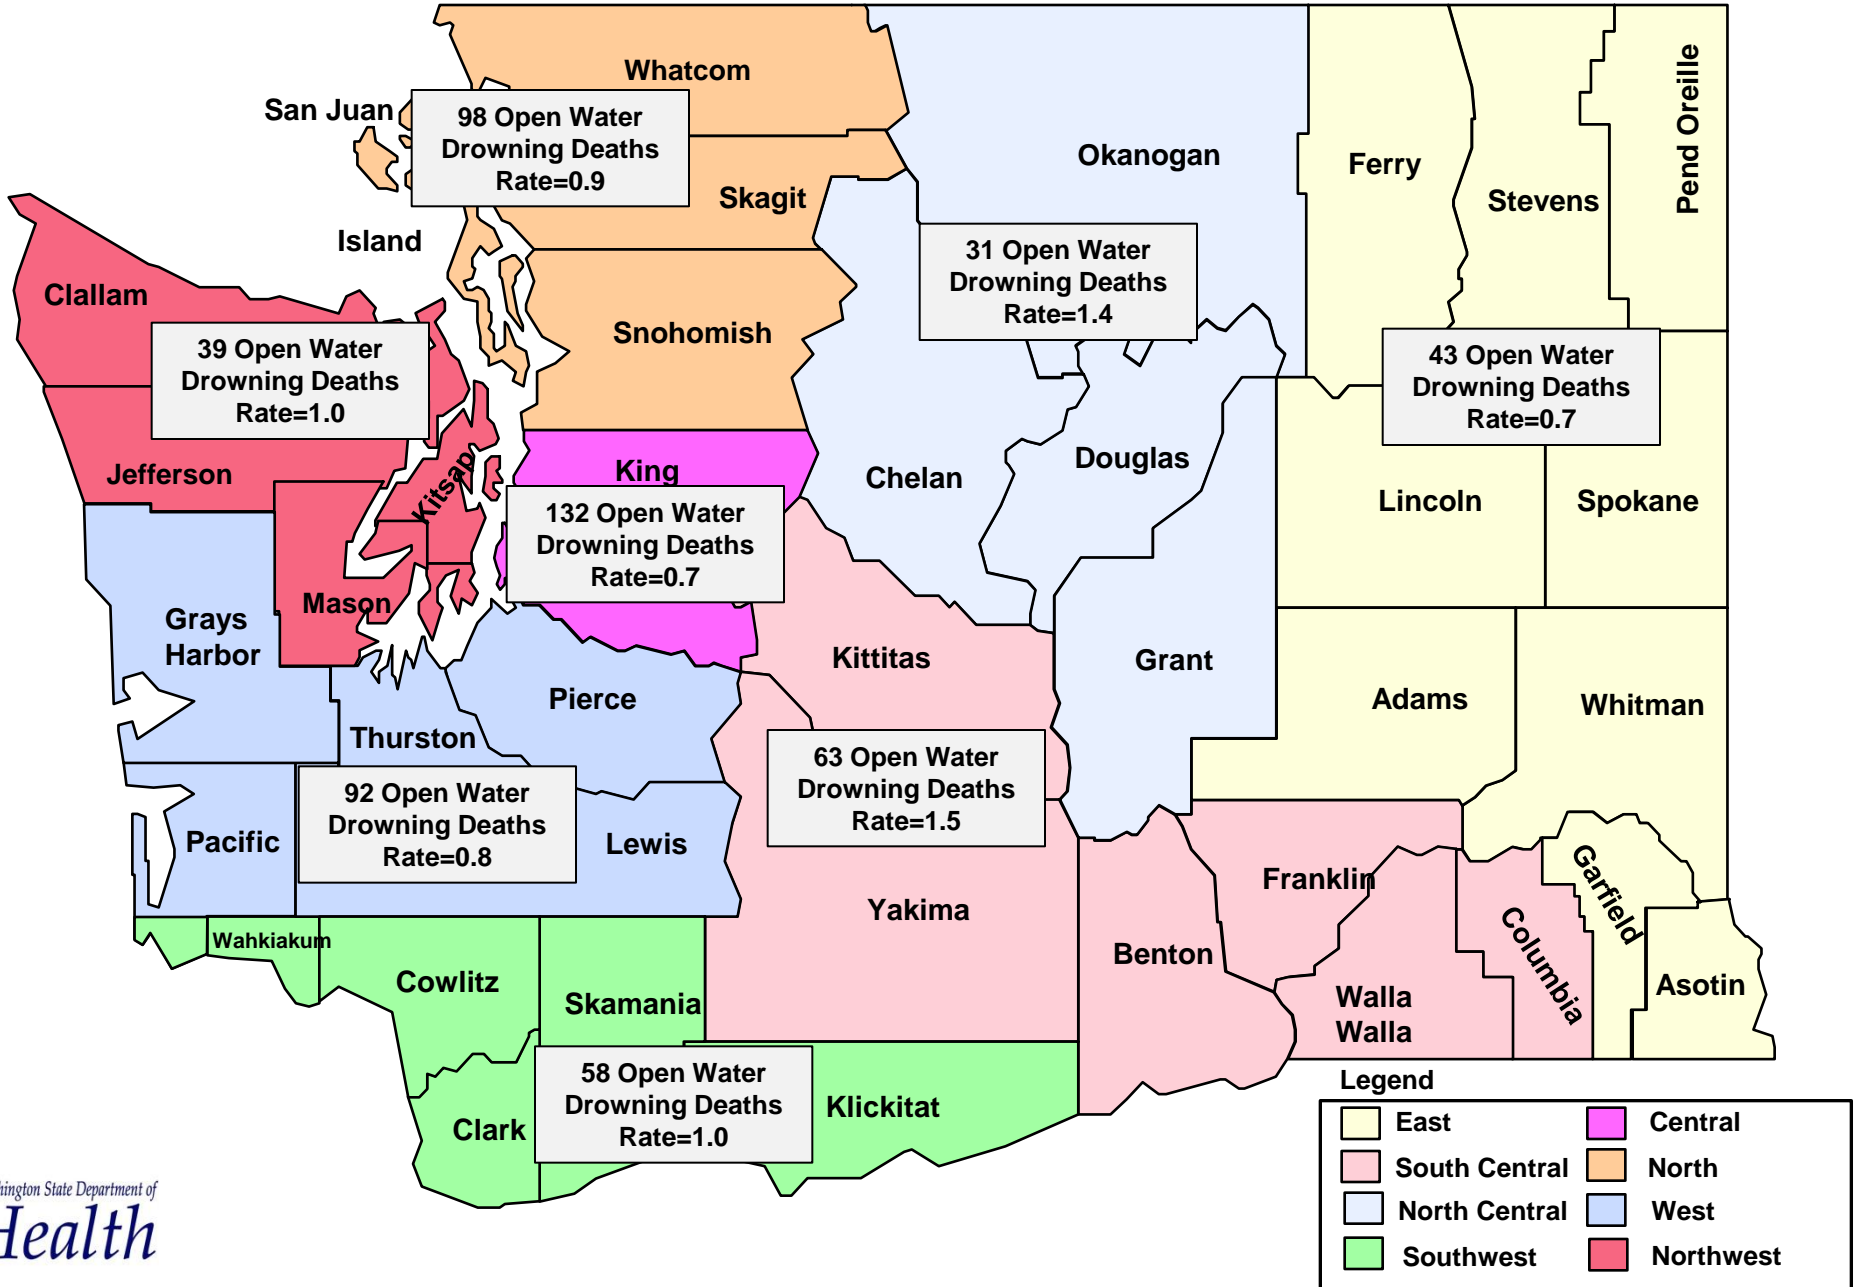 Whatcom
San Juan
98 Open Water
Drowning Deaths
Rate=0.9
Skagit
Island
Okanogan
Ferry
Stevens
Pend Oreille
31 Open Water
Drowning Deaths
Rate=1.4
Clallam
Snohomish
39 Open Water
Drowning Deaths
Rate=1.0
43 Open Water
Drowning Deaths
Rate=0.7
Jefferson
Kitsap
King
Chelan
Douglas
Lincoln
Spokane
132 Open Water
Drowning Deaths
Rate=0.7
Mason
Grays
Harbor
Kittitas
Grant
Pierce
Adams
Whitman
Thurston
63 Open Water
Drowning Deaths
Rate=1.5
92 Open Water
Drowning Deaths
Rate=0.8
Pacific
Lewis
Yakima
Franklin
Garfield
Columbia
Wahkiakum
Cowlitz
Skamania
Benton
Walla
Walla
Asotin
58 Open Water
Drowning Deaths
Rate=1.0
Clark
Klickitat
Legend
East
Central
South Central
North
North Central
West
Southwest
Northwest
hington State Department of
Health